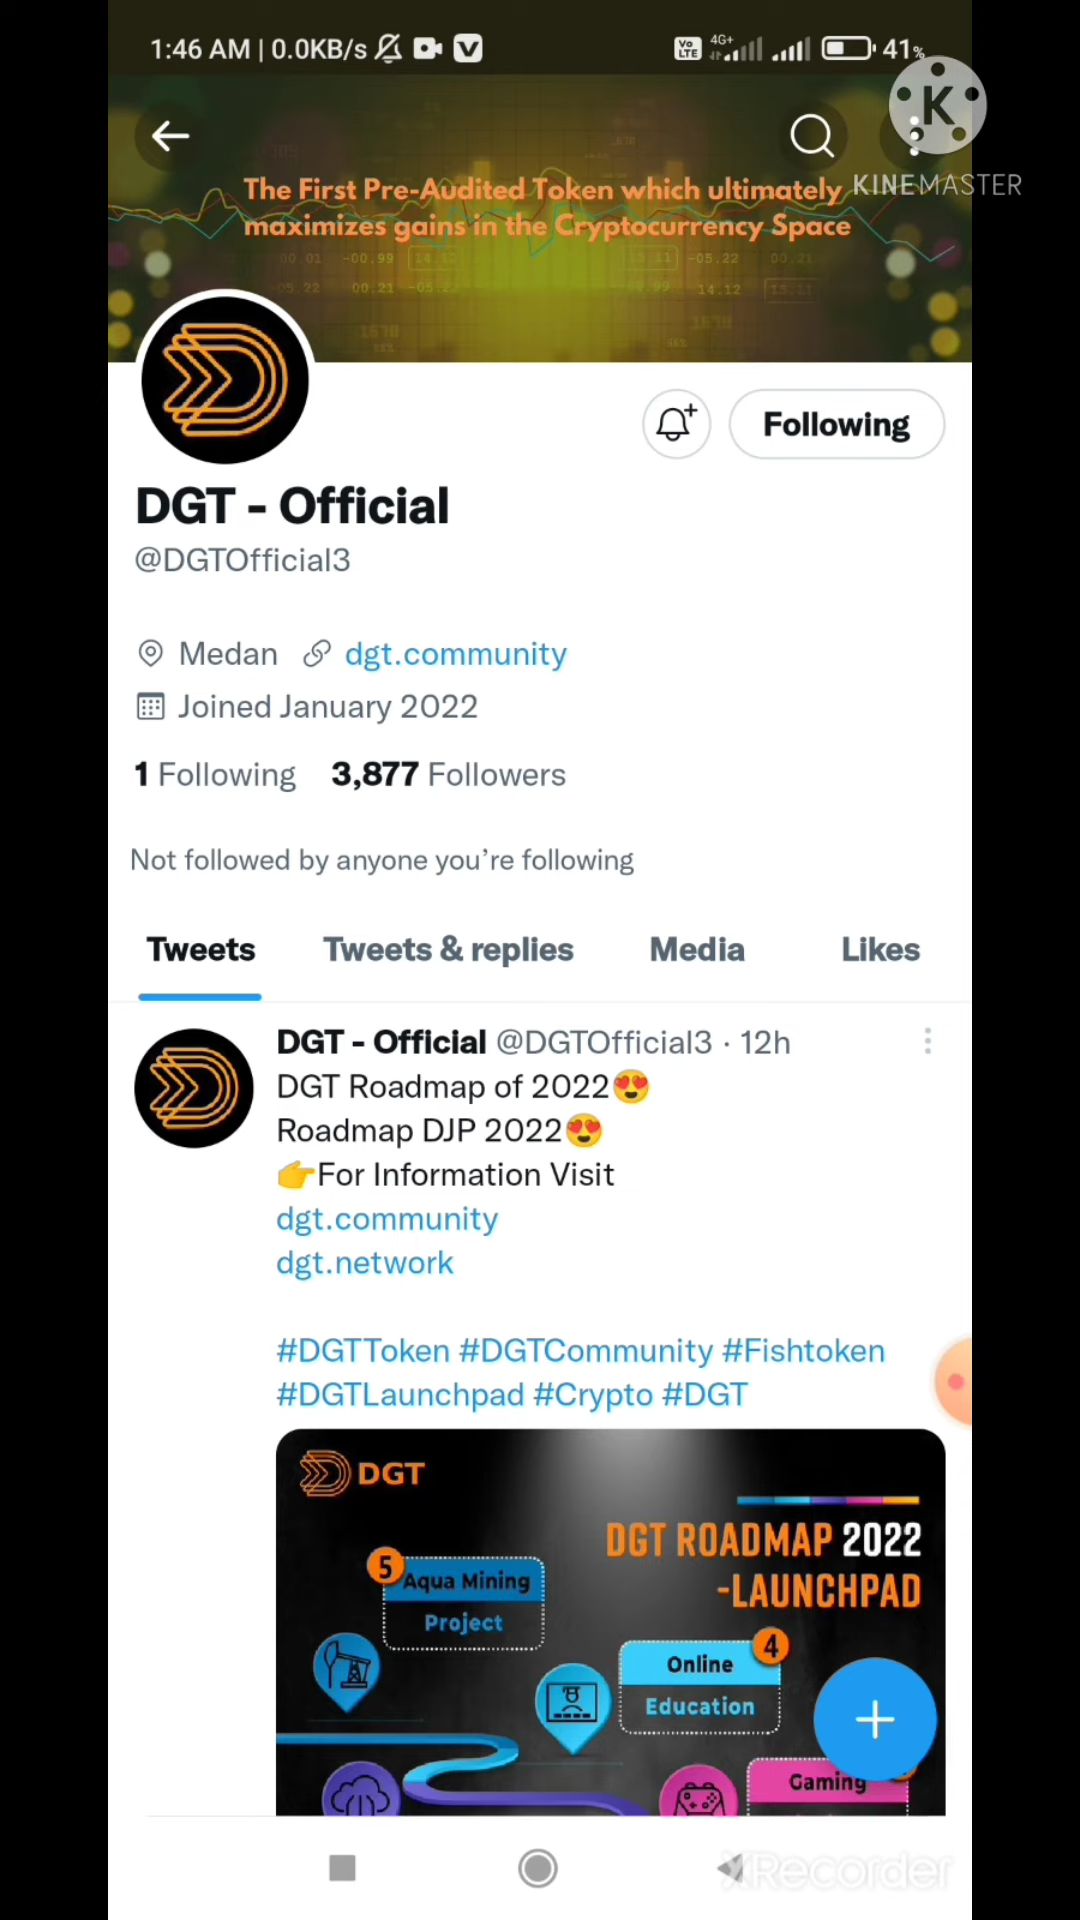 1:46 AM | 0.0KB/s
Vo LTE 4G+ 41%
K
KINEMASTER
The First Pre-Audited Token which ultimately
maximizes gains in the Cryptocurrency Space
Following
DGT - Official
@DGTOfficial3
Medan dgt.community
Joined January 2022
1 Following 3,877 Followers
Not followed by anyone you’re following
Tweets Tweets & replies Media Likes
DGT - Official @DGTOfficial3 · 12h
DGT Roadmap of 2022😍
Roadmap DJP 2022😍
👉For Information Visit
dgt.community
dgt.network
#DGTToken #DGTCommunity #Fishtoken
#DGTLaunchpad #Crypto #DGT
DGT
DGT ROADMAP 2022
-LAUNCHPAD
5
Aqua Mining
Project
4
Online
Education
Gaming
XRecorder